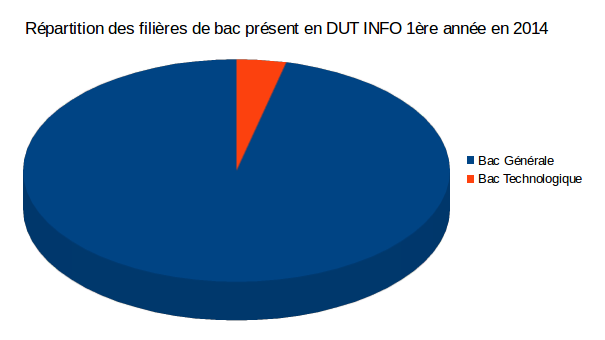 Répartition des filières de bac présent en DUT INFO 1ère année en 2014
Bac Générale
Bac Technologique